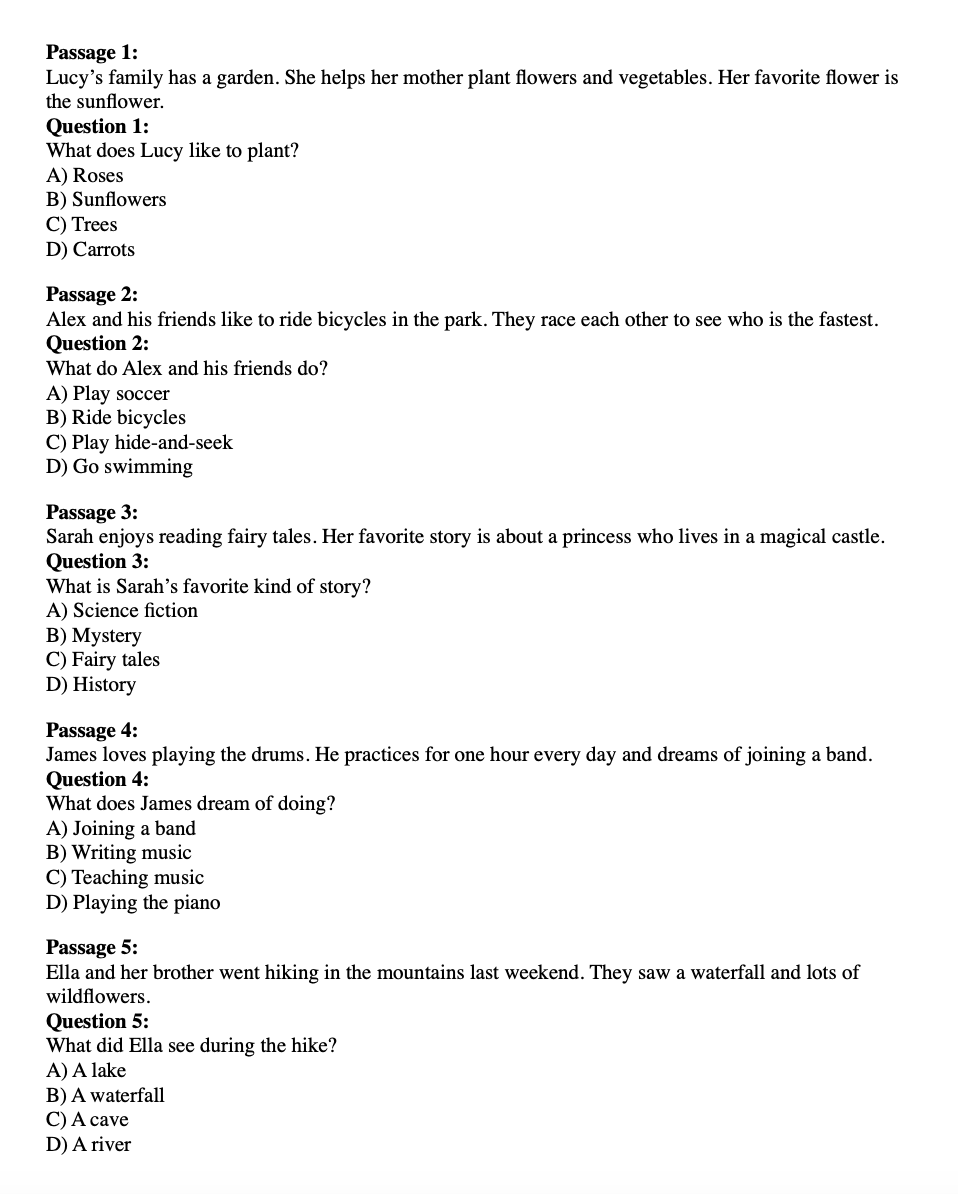 Passage 1:
Lucy’s family has a garden. She helps her mother plant flowers and vegetables. Her favorite flower is
the sunflower.
Question 1:
What does Lucy like to plant?
A) Roses
B) Sunflowers
C) Trees
D) Carrots
Passage 2:
Alex and his friends like to ride bicycles in the park. They race each other to see who is the fastest.
Question 2:
What do Alex and his friends do?
A) Play soccer
B) Ride bicycles
C) Play hide-and-seek
D) Go swimming
Passage 3:
Sarah enjoys reading fairy tales. Her favorite story is about a princess who lives in a magical castle.
Question 3:
What is Sarah’s favorite kind of story?
A) Science fiction
B) Mystery
C) Fairy tales
D) History
Passage 4:
James loves playing the drums. He practices for one hour every day and dreams of joining a band.
Question 4:
What does James dream of doing?
A) Joining a band
B) Writing music
C) Teaching music
D) Playing the piano
Passage 5:
Ella and her brother went hiking in the mountains last weekend. They saw a waterfall and lots of
wildflowers.
Question 5:
What did Ella see during the hike?
A) A lake
B) A waterfall
C) A cave
D) A river